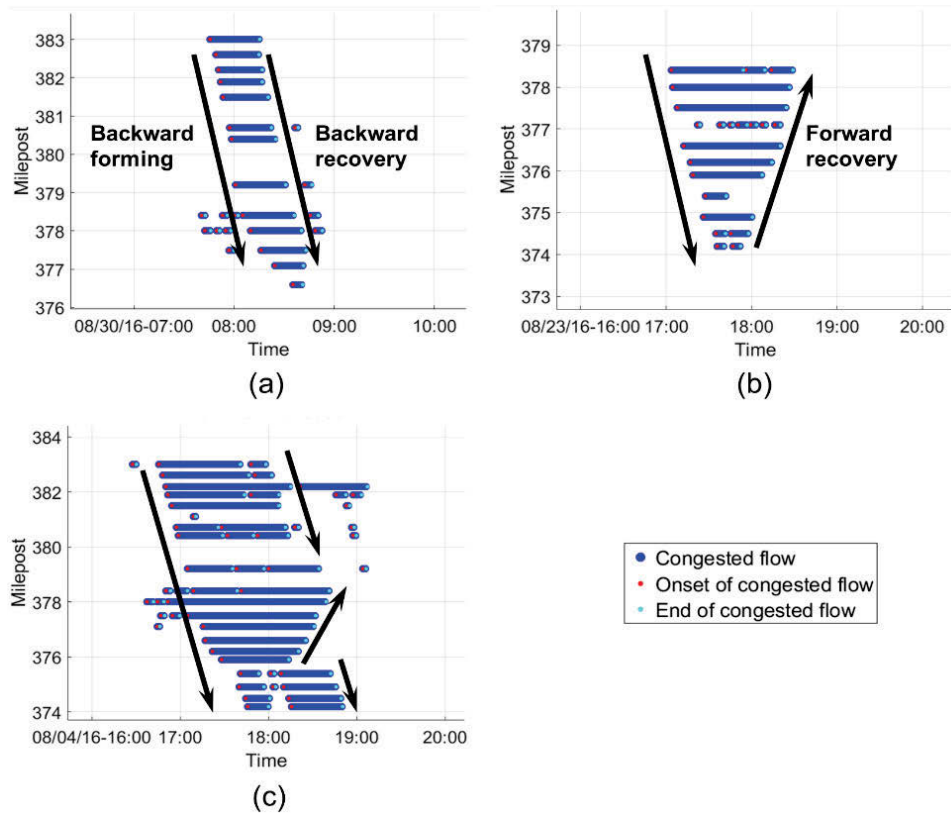 383
382
381
380
379
378
377
376
Milepost
Backward
forming
Backward
recovery
08/30/16-07:00
08:00
09:00
10:00
Time
(a)
379
378
377
376
375
374
373
Milepost
Forward
recovery
08/23/16-16:00
17:00
18:00
19:00
20:00
Time
(b)
384
382
380
378
376
374
Milepost
08/04/16-16:00
17:00
18:00
19:00
20:00
Time
(c)
Congested flow
Onset of congested flow
End of congested flow